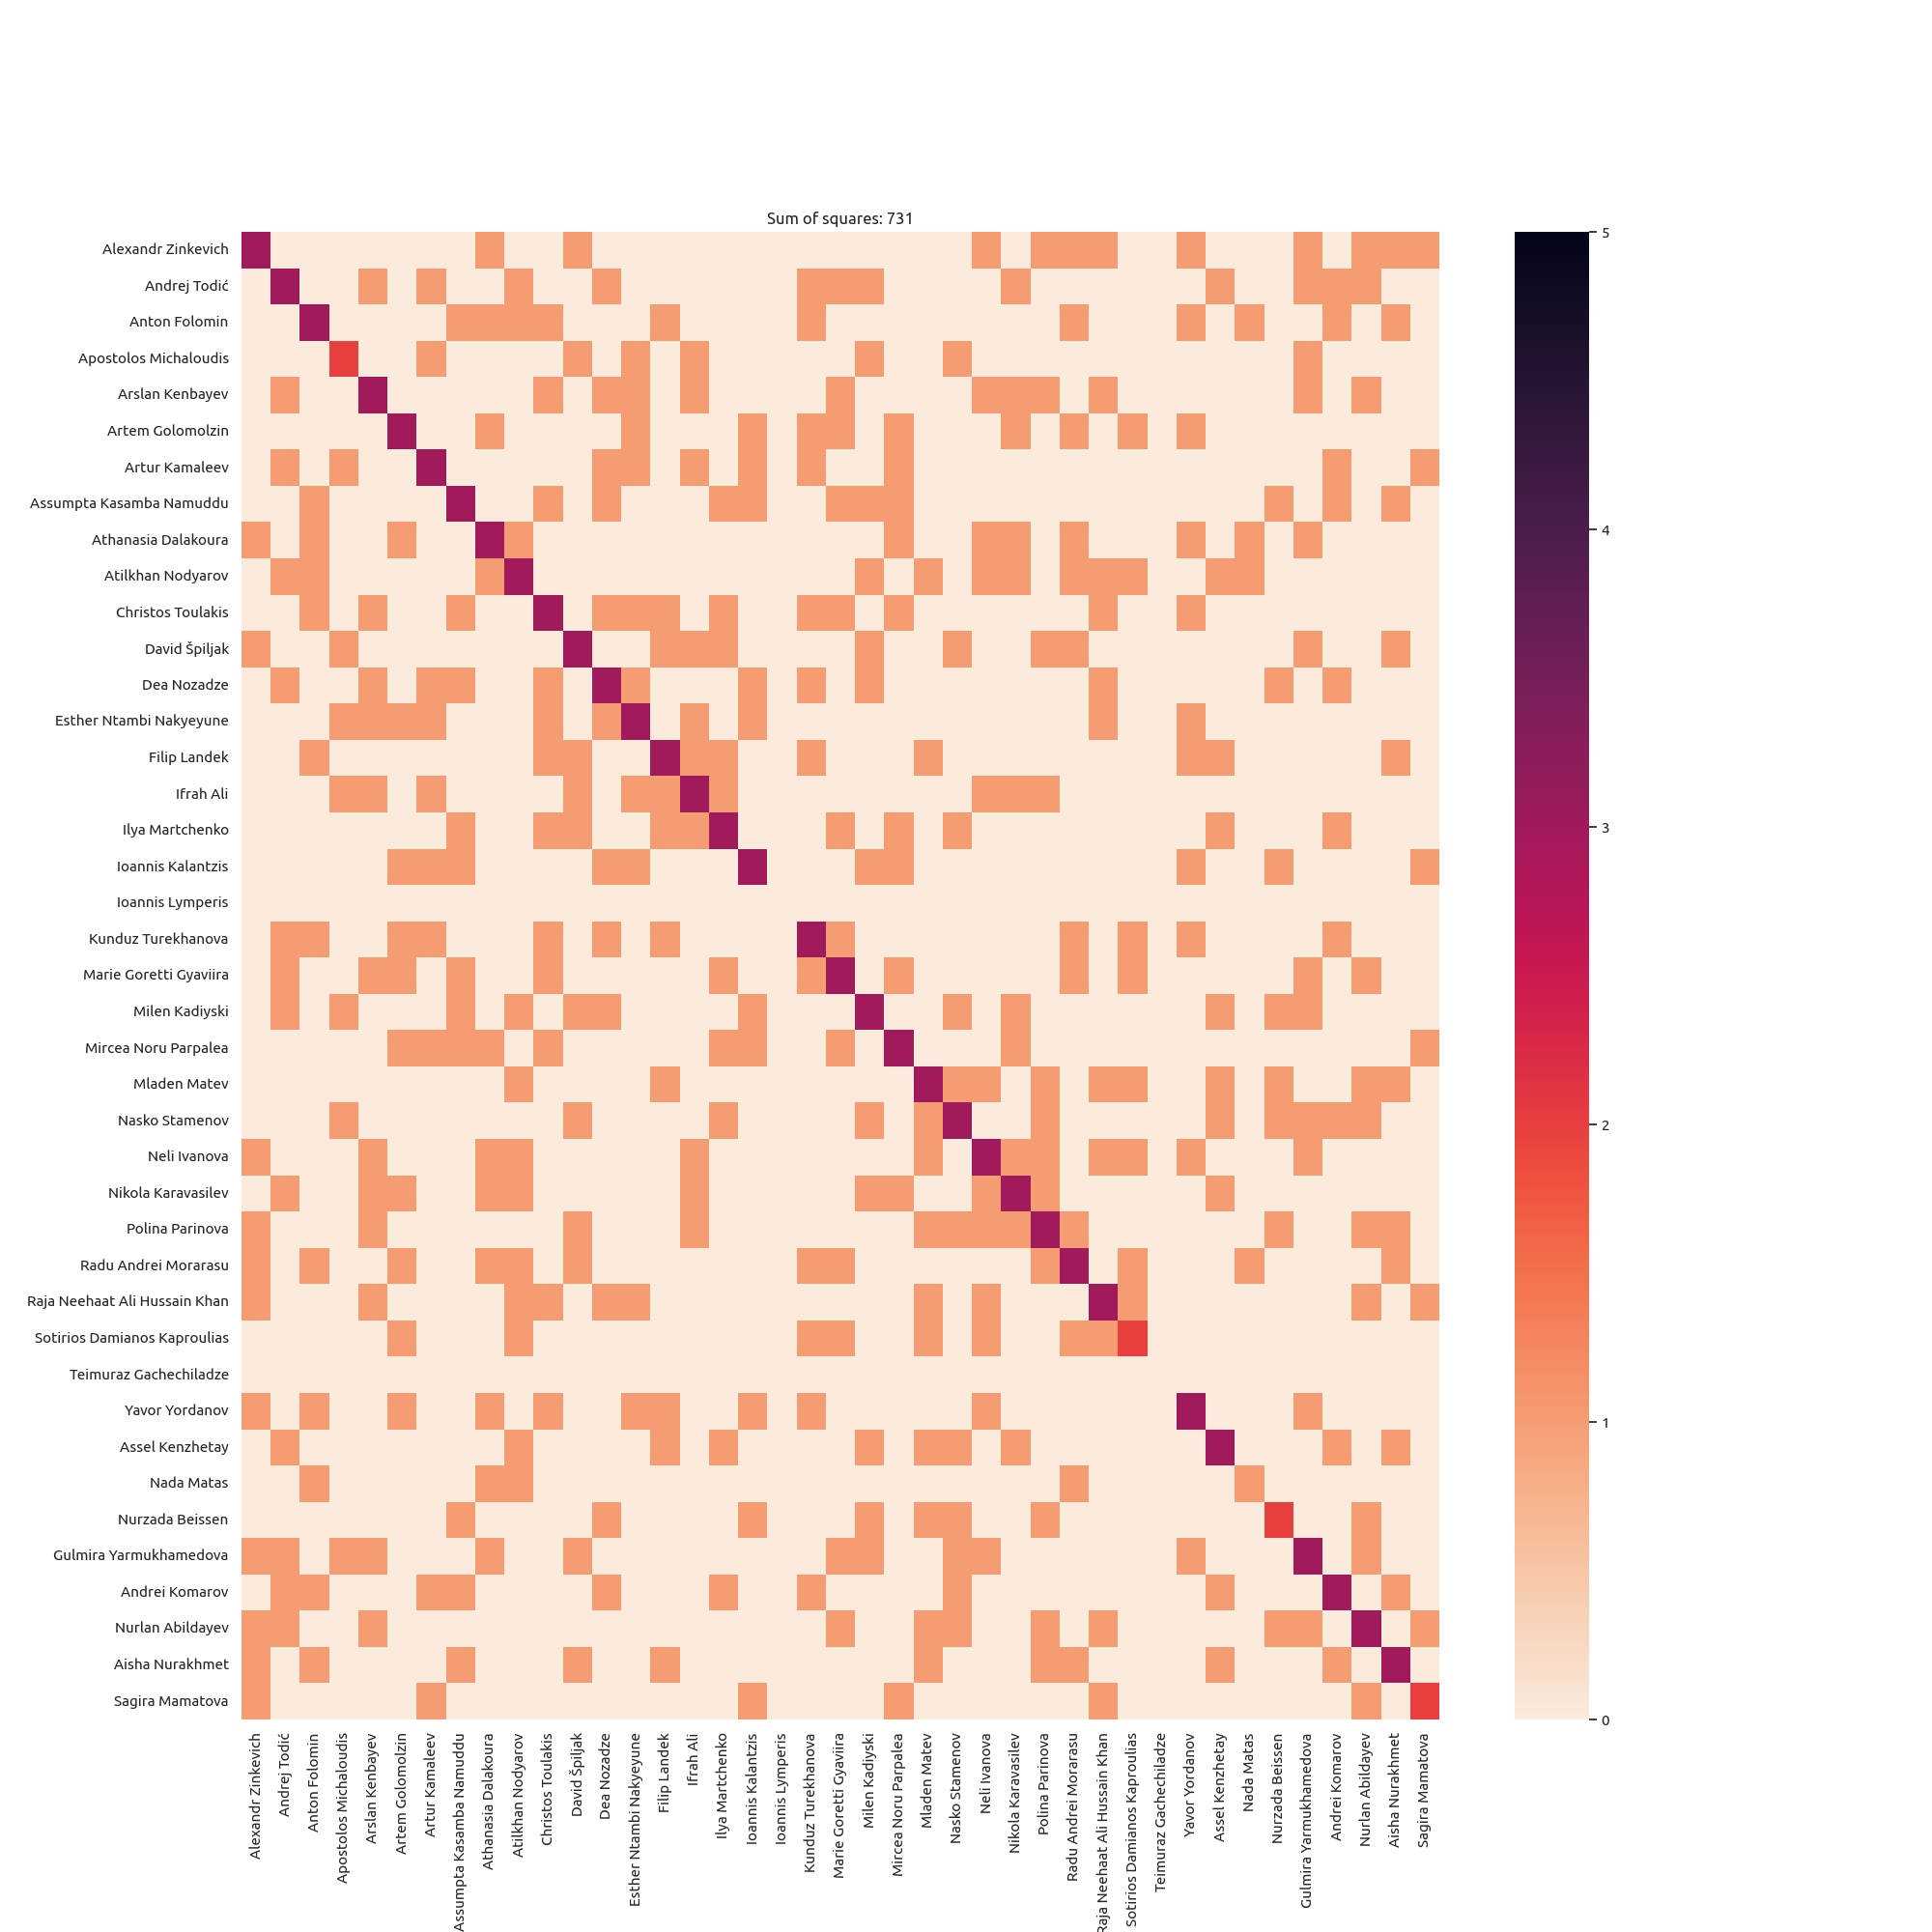 Sum of squares: 731
Alexandr Zinkevich
Andrej Todić
Anton Folomin
Apostolos Michaloudis
Arslan Kenbayev
Artem Golomolzin
Artur Kamaleev
Assumpta Kasamba Namuddu
Athanasia Dalakoura
Atilkhan Nodyarov
Christos Toulakis
David Špiljak
Dea Nozadze
Esther Ntambi Nakyeyune
Filip Landek
Ifrah Ali
Ilya Martchenko
Ioannis Kalantzis
Ioannis Lymperis
Kunduz Turekhanova
Marie Goretti Gyaviira
Milen Kadiyski
Mircea Noru Parpalea
Mladen Matev
Nasko Stamenov
Neli Ivanova
Nikola Karavasilev
Polina Parinova
Radu Andrei Morarasu
Raja Neehaat Ali Hussain Khan
Sotirios Damianos Kaproulias
Teimuraz Gachechiladze
Yavor Yordanov
Assel Kenzhetay
Nada Matas
Nurzada Beissen
Gulmira Yarmukhamedova
Andrei Komarov
Nurlan Abildayev
Aisha Nurakhmet
Sagira Mamatova
Alexandr Zinkevich
Andrej Todić
Anton Folomin
Apostolos Michaloudis
Arslan Kenbayev
Artem Golomolzin
Artur Kamaleev
Assumpta Kasamba Namuddu
Athanasia Dalakoura
Atilkhan Nodyarov
Christos Toulakis
David Špiljak
Dea Nozadze
Esther Ntambi Nakyeyune
Filip Landek
Ifrah Ali
Ilya Martchenko
Ioannis Kalantzis
Ioannis Lymperis
Kunduz Turekhanova
Marie Goretti Gyaviira
Milen Kadiyski
Mircea Noru Parpalea
Mladen Matev
Nasko Stamenov
Neli Ivanova
Nikola Karavasilev
Polina Parinova
Radu Andrei Morarasu
Raja Neehaat Ali Hussain Khan
Sotirios Damianos Kaproulias
Teimuraz Gachechiladze
Yavor Yordanov
Assel Kenzhetay
Nada Matas
Nurzada Beissen
Gulmira Yarmukhamedova
Andrei Komarov
Nurlan Abildayev
Aisha Nurakhmet
Sagira Mamatova
5
4
3
2
1
0